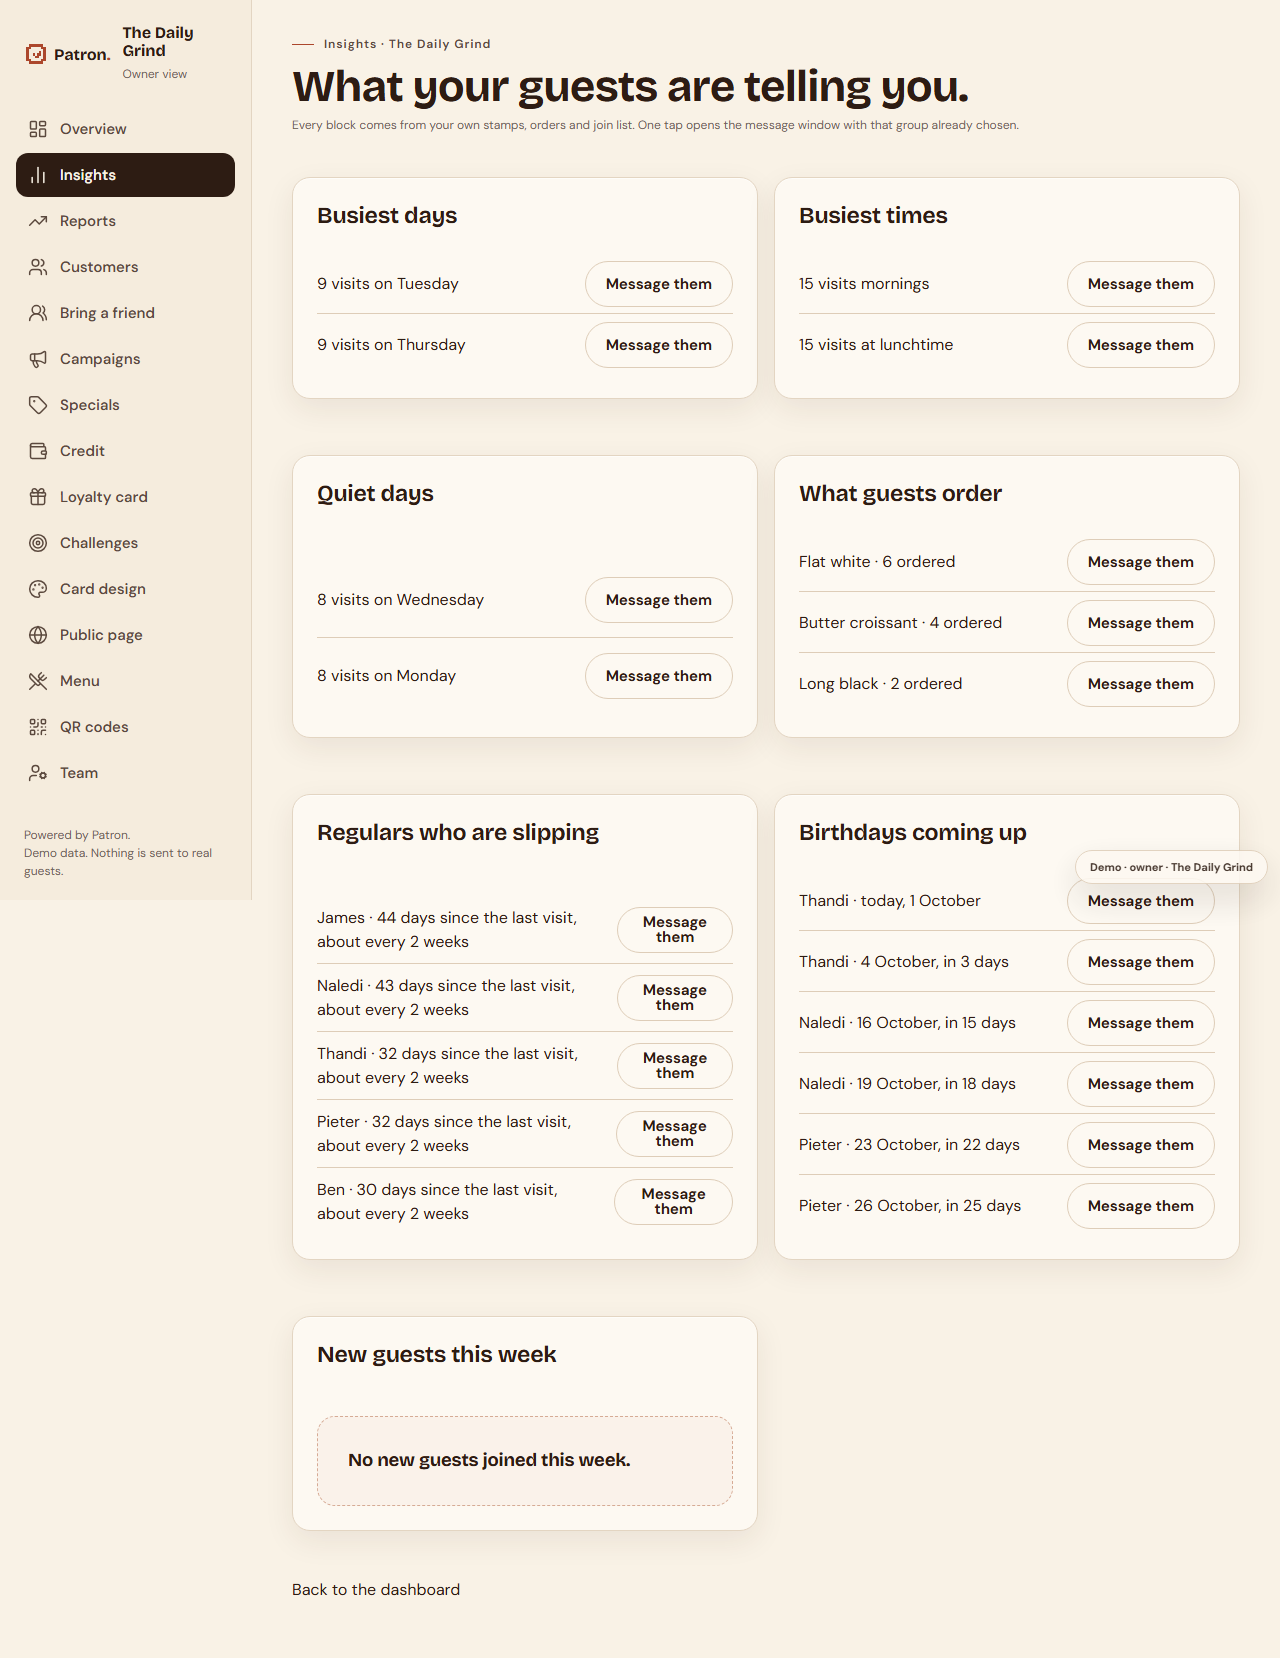 Patron.
The Daily
Grind
Owner view
Overview
Insights
Reports
Customers
Bring a friend
Campaigns
Specials
Credit
Loyalty card
Challenges
Card design
Public page
Menu
QR codes
Team
Powered by Patron.
Demo data. Nothing is sent to real
guests.
Insights · The Daily Grind
What your guests are telling you.
Every block comes from your own stamps, orders and join list. One tap opens the message window with that group already chosen.
Busiest days
9 visits on Tuesday
Message them
9 visits on Thursday
Message them
Busiest times
15 visits mornings
Message them
15 visits at lunchtime
Message them
Quiet days
8 visits on Wednesday
Message them
8 visits on Monday
Message them
What guests order
Flat white · 6 ordered
Message them
Butter croissant · 4 ordered
Message them
Long black · 2 ordered
Message them
Regulars who are slipping
James · 44 days since the last visit,
about every 2 weeks
Message
them
Naledi · 43 days since the last visit,
about every 2 weeks
Message
them
Thandi · 32 days since the last visit,
about every 2 weeks
Message
them
Pieter · 32 days since the last visit,
about every 2 weeks
Message
them
Ben · 30 days since the last visit,
about every 2 weeks
Message
them
Birthdays coming up
Demo · owner · The Daily Grind
Thandi · today, 1 October
Message them
Thandi · 4 October, in 3 days
Message them
Naledi · 16 October, in 15 days
Message them
Naledi · 19 October, in 18 days
Message them
Pieter · 23 October, in 22 days
Message them
Pieter · 26 October, in 25 days
Message them
New guests this week
No new guests joined this week.
Back to the dashboard